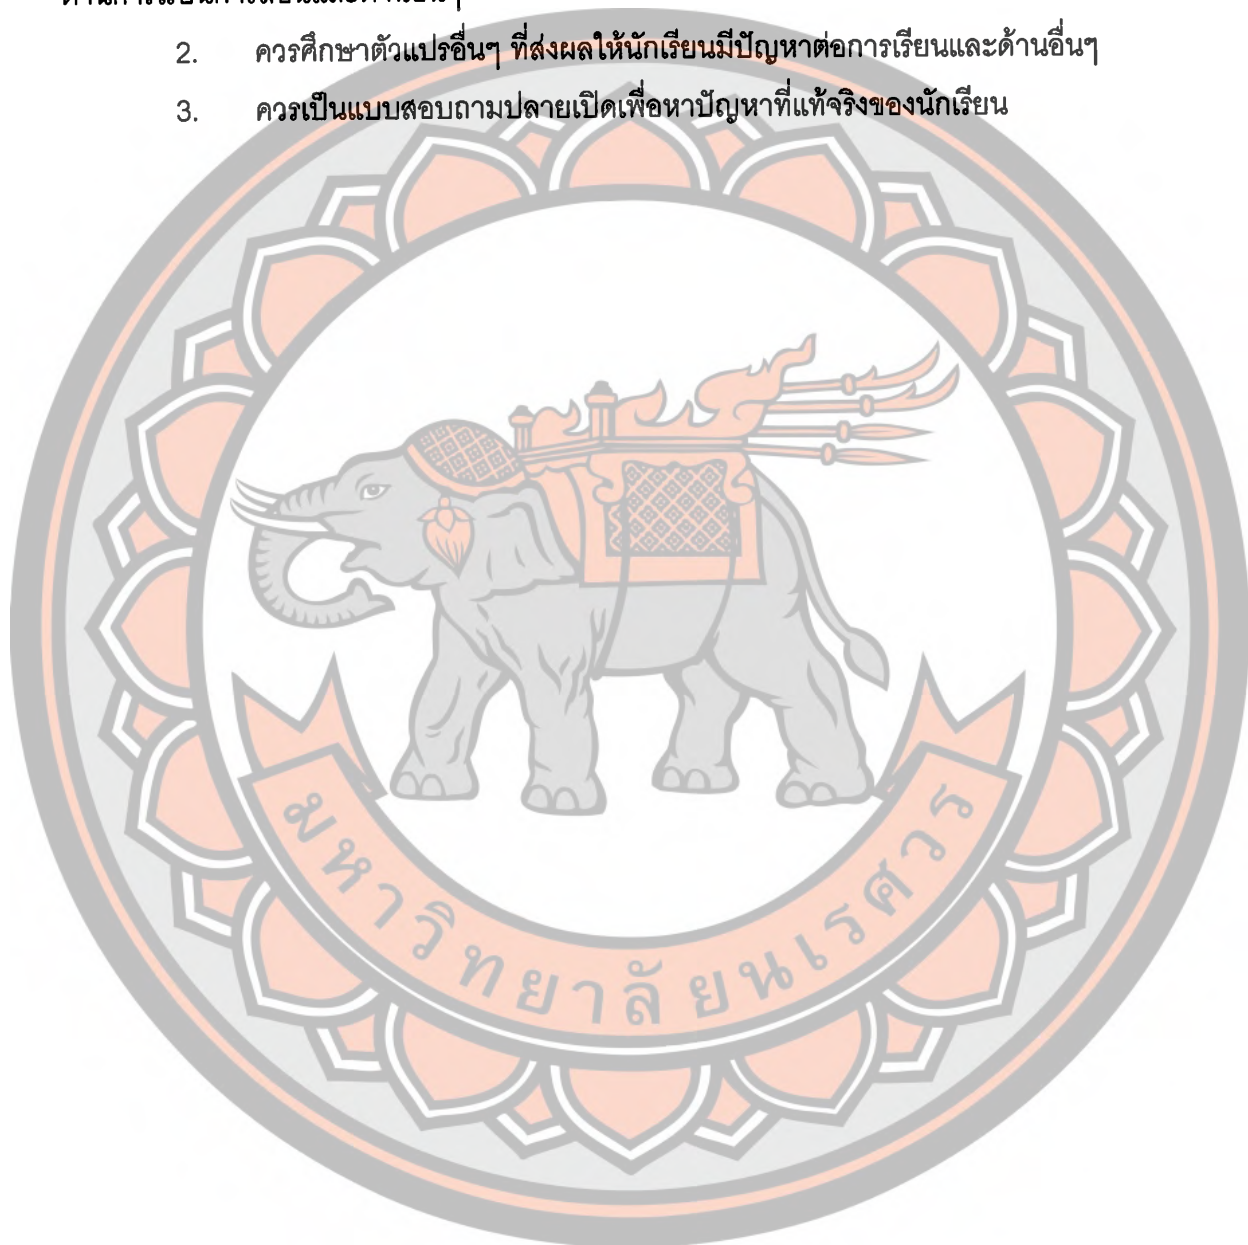 2. ควรศึกษาตัวแปรอื่นๆ ที่ส่งผลให้นักเรียนมีปัญหาต่อการเรียนและด้านอื่นๆ
3. ควรเป็นแบบสอบถามปลายเปิดเพื่อหาปัญหาที่แท้จริงของนักเรียน
มหาวิทยาลัยนเรศวร